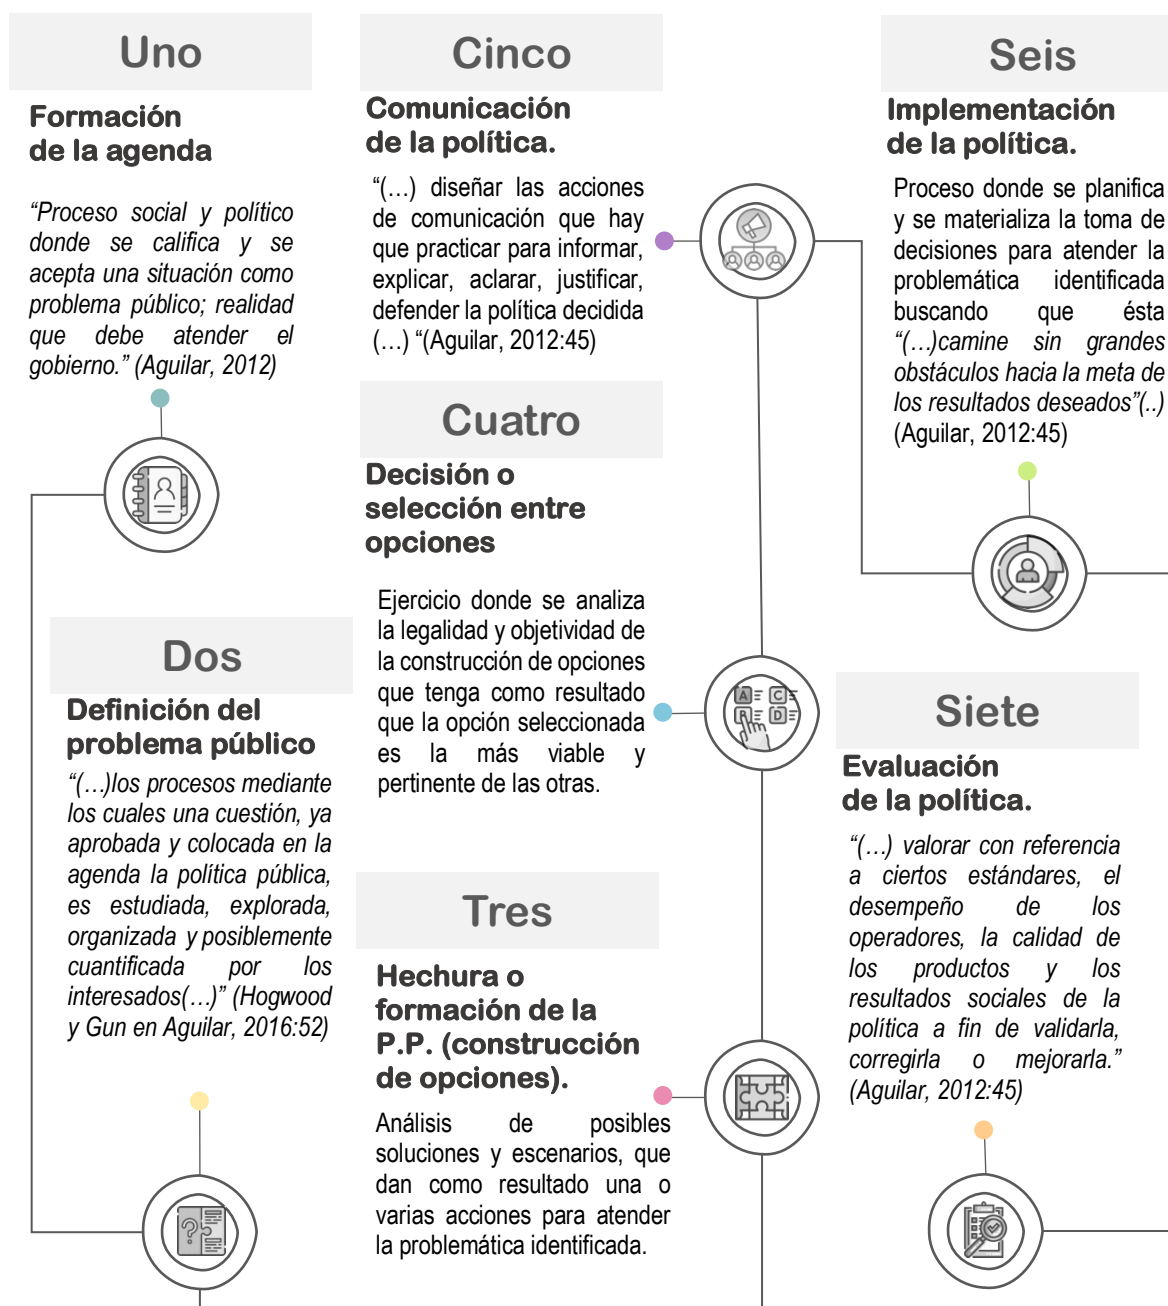 Uno
Formación
de la agenda
“Proceso social y político
donde se califica y se
acepta una situación como
problema público; realidad
que debe atender el
gobierno.” (Aguilar, 2012)
Dos
Definición del
problema público
“(…)los procesos mediante
los cuales una cuestión, ya
aprobada y colocada en la
agenda la política pública,
es estudiada, explorada,
organizada y posiblemente
cuantificada por los
interesados(…)” (Hogwood
y Gun en Aguilar, 2016:52)
Cinco
Comunicación
de la política.
“(…) diseñar las acciones
de comunicación que hay
que practicar para informar,
explicar, aclarar, justificar,
defender la política decidida
(…) “(Aguilar, 2012:45)
Cuatro
Decisión o
selección entre
opciones
Ejercicio donde se analiza
la legalidad y objetividad de
la construcción de opciones
que tenga como resultado
que la opción seleccionada
es la más viable y
pertinente de las otras.
A C
B D
Tres
Hechura o
formación de la
P.P. (construcción
de opciones).
Análisis de posibles
soluciones y escenarios, que
dan como resultado una o
varias acciones para atender
la problemática identificada.
Seis
Implementación
de la política.
Proceso donde se planifica
y se materializa la toma de
decisiones para atender la
problemática identificada
buscando que ésta
“(…)camine sin grandes
obstáculos hacia la meta de
los resultados deseados”(..)
(Aguilar, 2012:45)
Siete
Evaluación
de la política.
“(…) valorar con referencia
a ciertos estándares, el
desempeño de los
operadores, la calidad de
los productos y los
resultados sociales de la
política a fin de validarla,
corregirla o mejorarla.”
(Aguilar, 2012:45)